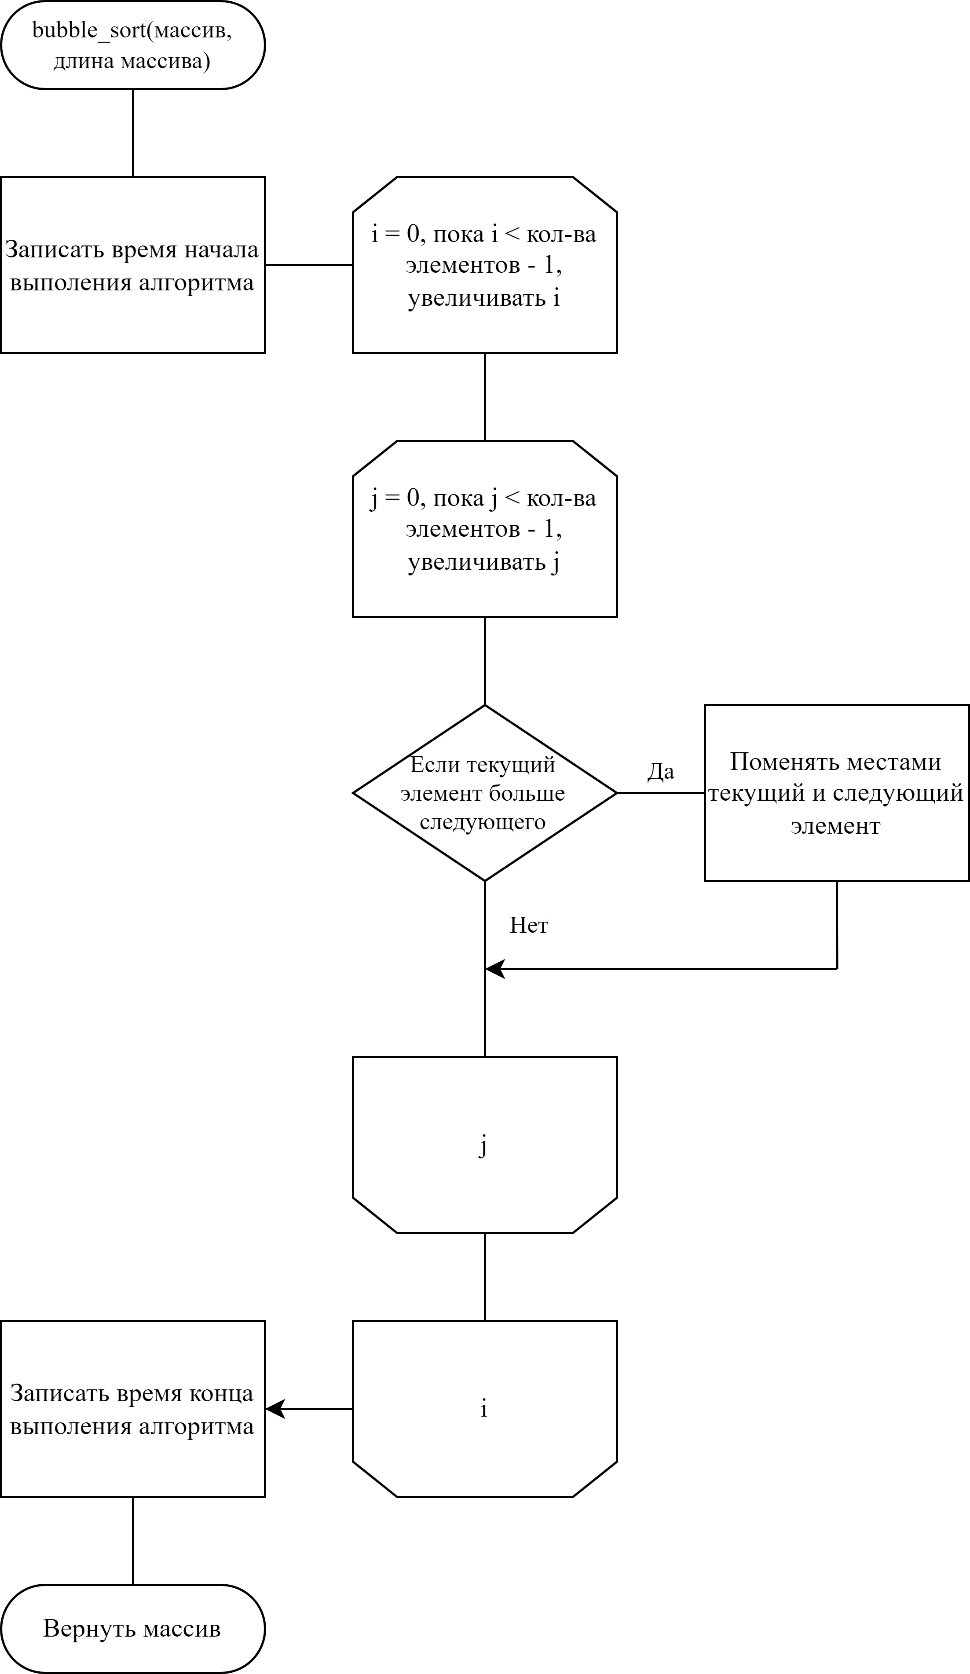 bubble_sort(массив,
длина массива)
Записать время начала
выполения алгоритма
i = 0, пока i < кол-ва
элементов - 1,
увеличивать i
j = 0, пока j < кол-ва
элементов - 1,
увеличивать j
Если текущий
элемент больше
следующего
Да
Поменять местами
текущий и следующий
элемент
Нет
j
i
Записать время конца
выполения алгоритма
Вернуть массив